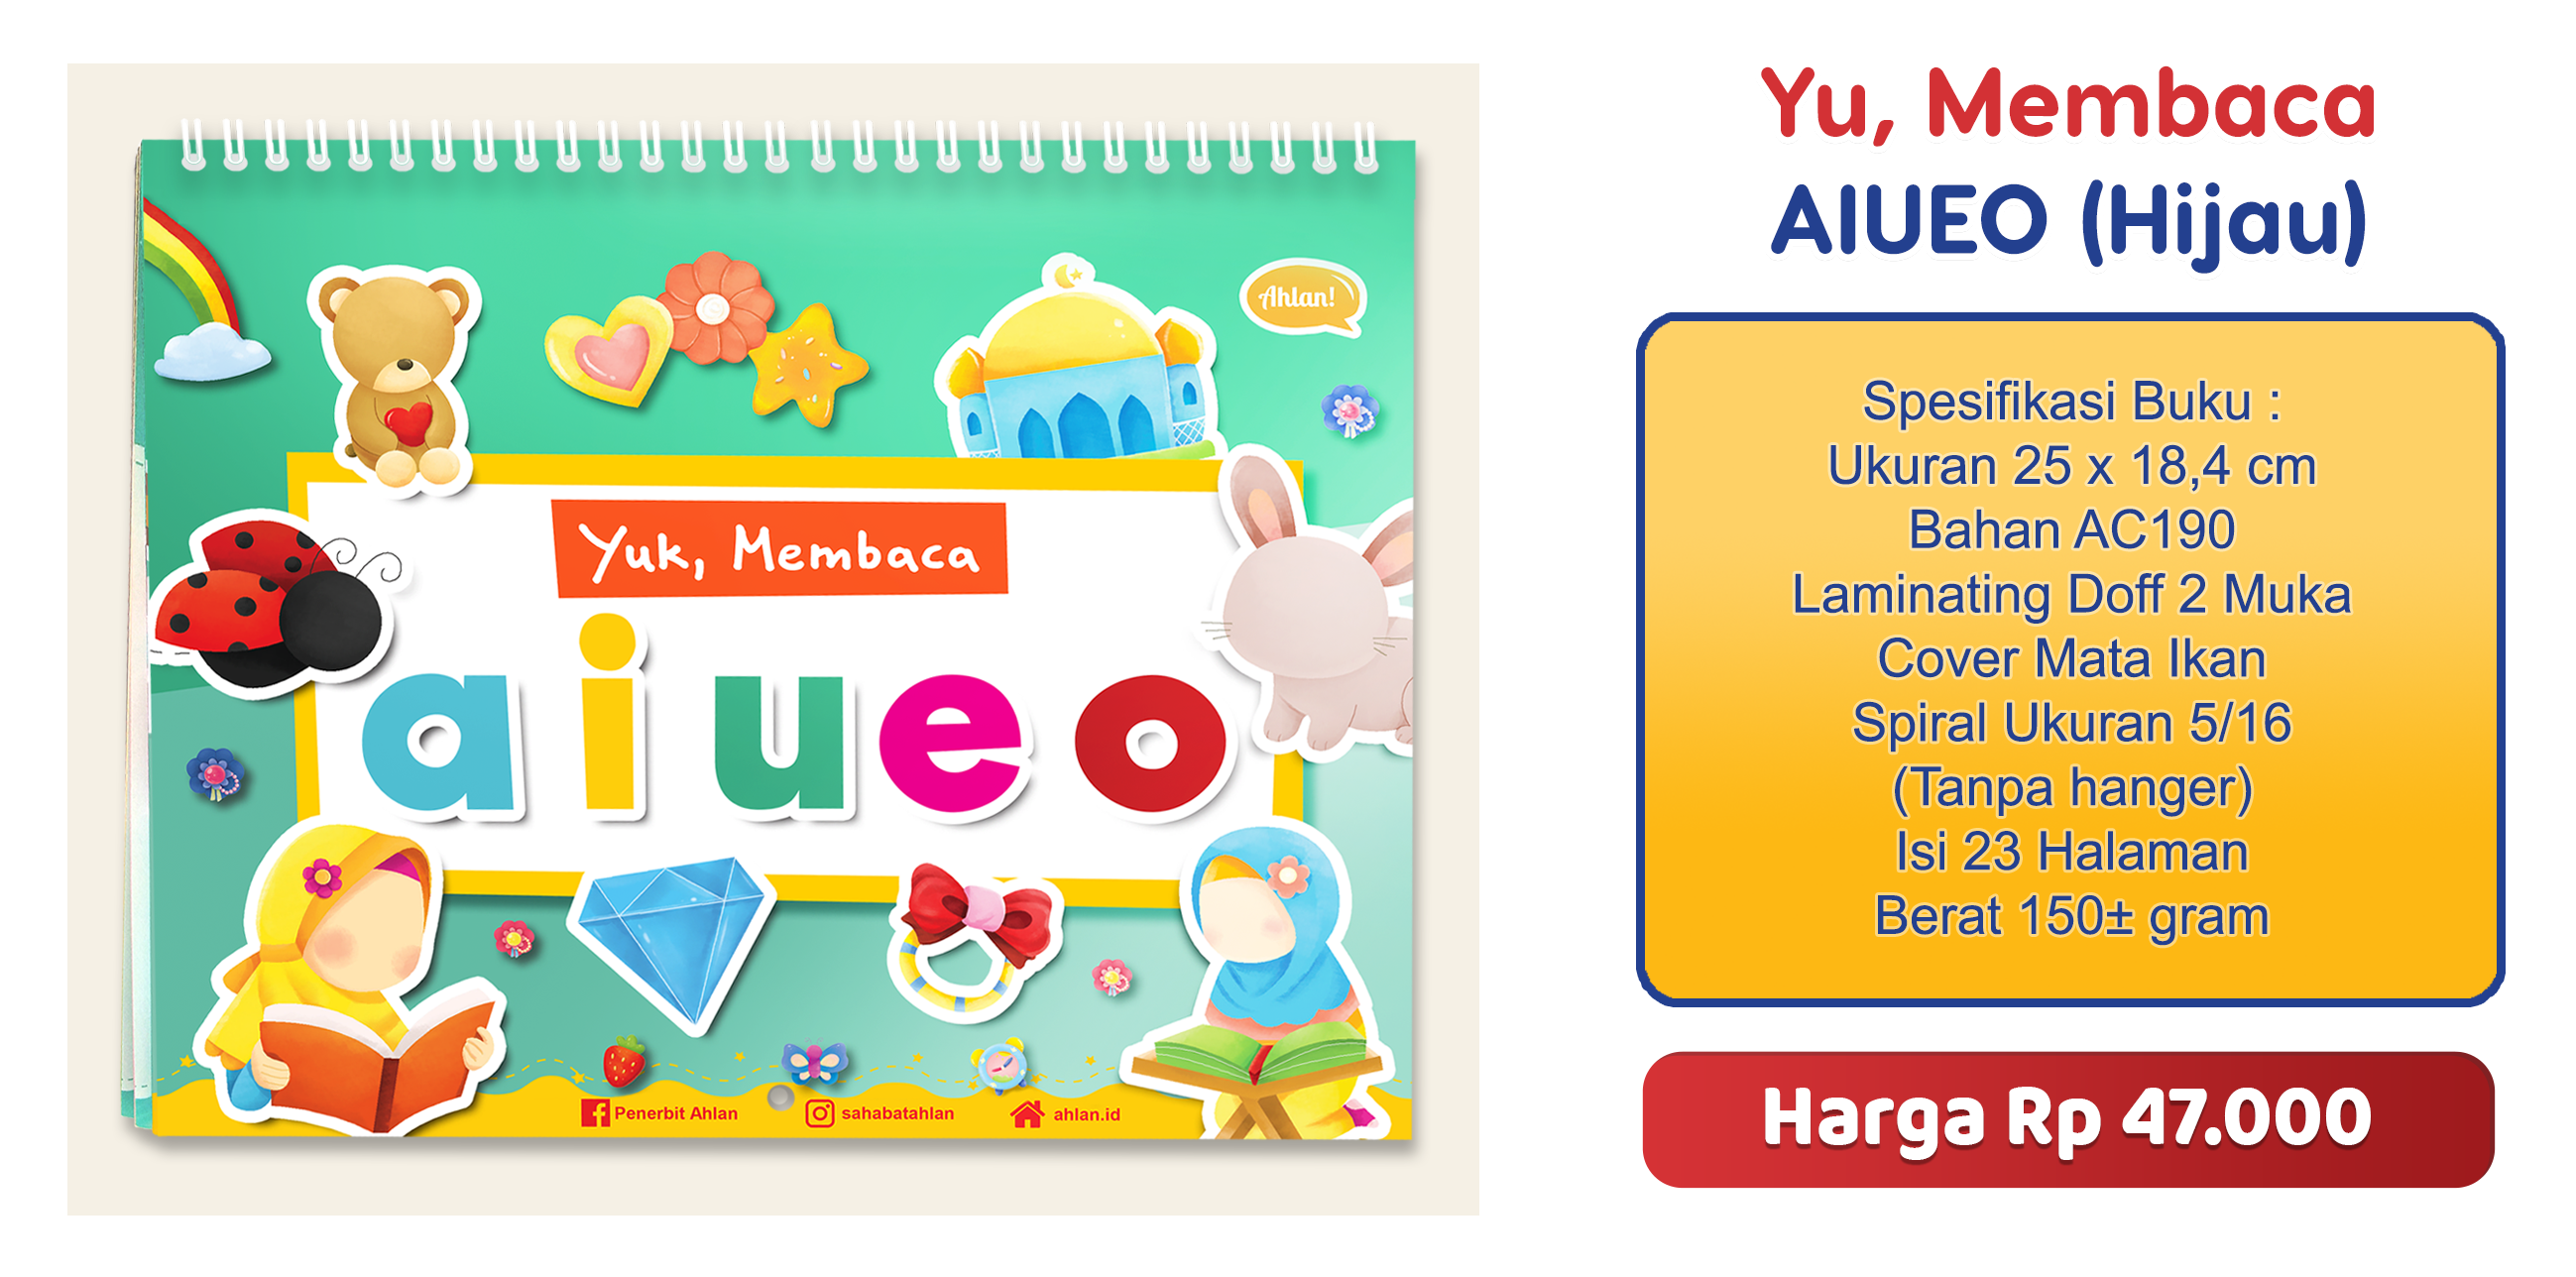 Ahlan!
Yuk, Membaca
a i u e o
Penerbit Ahlan
sahabatahlan
ahlan.id
Yu, Membaca
AIUEO (Hijau)
Spesifikasi Buku :
Ukuran 25 x 18,4 cm
Bahan AC190
Laminating Doff 2 Muka
Cover Mata Ikan
Spiral Ukuran 5/16
(Tanpa hanger)
Isi 23 Halaman
Berat 150± gram
Harga Rp 47.000